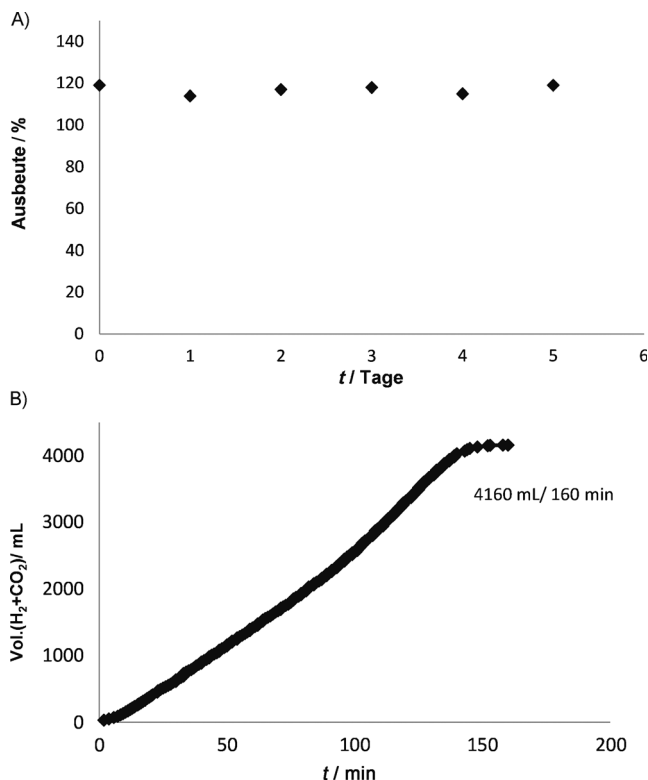 A)
140
120
100
80
60
40
20
0
Ausbeute / %
0 1 2 3 4 5 6
t / Tage
B)
4000
3000
2000
1000
0
Vol.(H₂+CO₂)/ mL
4160 mL/ 160 min
0 50 100 150 200
t / min